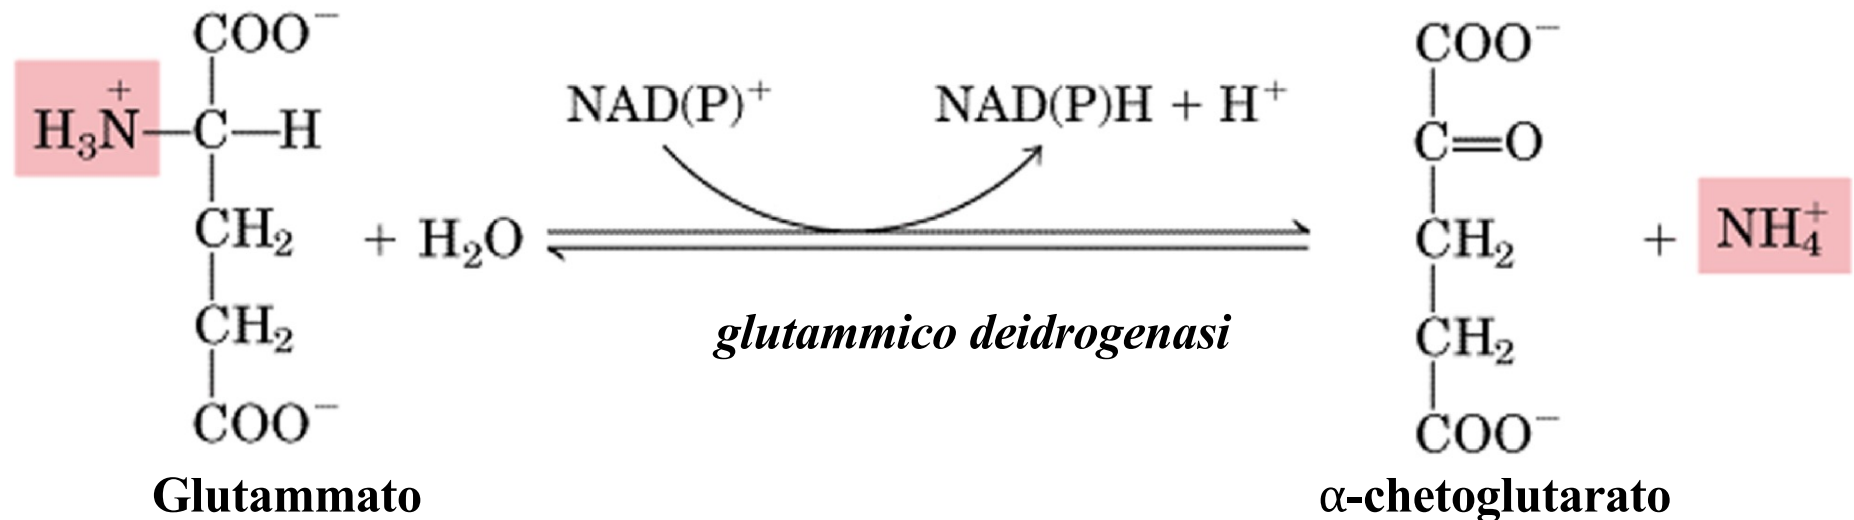 COO⁻
H₃N⁺—C—H
CH₂
CH₂
COO⁻
Glutammato
+ H₂O
NAD(P)⁺
NAD(P)H + H⁺
glutammico deidrogenasi
COO⁻
C=O
CH₂
CH₂
COO⁻
α-chetoglutarato
+ NH₄⁺